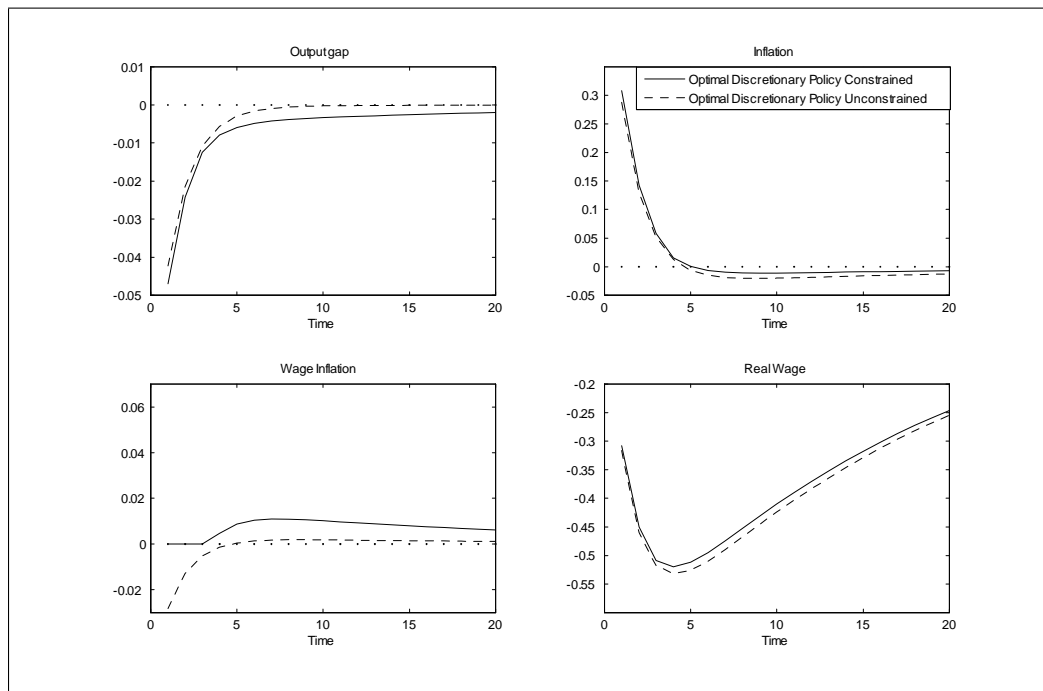 Output gap
0.01
0
-0.01
-0.02
-0.03
-0.04
-0.05
0 5 10 15 20
Time
Inflation
Optimal Discretionary Policy Constrained
Optimal Discretionary Policy Unconstrained
0.3
0.25
0.2
0.15
0.1
0.05
0
-0.05
0 5 10 15 20
Time
Wage Inflation
0.06
0.04
0.02
0
-0.02
0 5 10 15 20
Time
Real Wage
-0.2
-0.25
-0.3
-0.35
-0.4
-0.45
-0.5
-0.55
0 5 10 15 20
Time